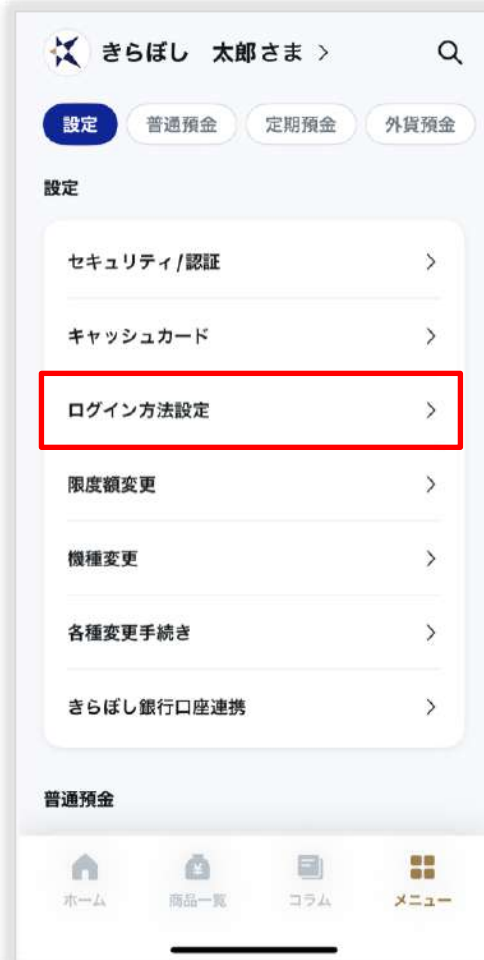 きらぼし 太郎さま >
設定 普通預金 定期預金 外貨預金
設定
セキュリティ/認証
キャッシュカード
ログイン方法設定
限度額変更
機種変更
各種変更手続き
きらぼし銀行口座連携
普通預金
ホーム 商品一覧 コラム メニュー